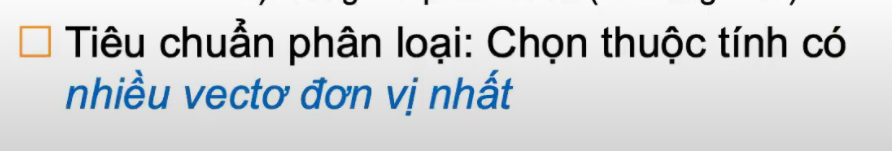 Tiêu chuẩn phân loại: Chọn thuộc tính có
nhiều vectơ đơn vị nhất